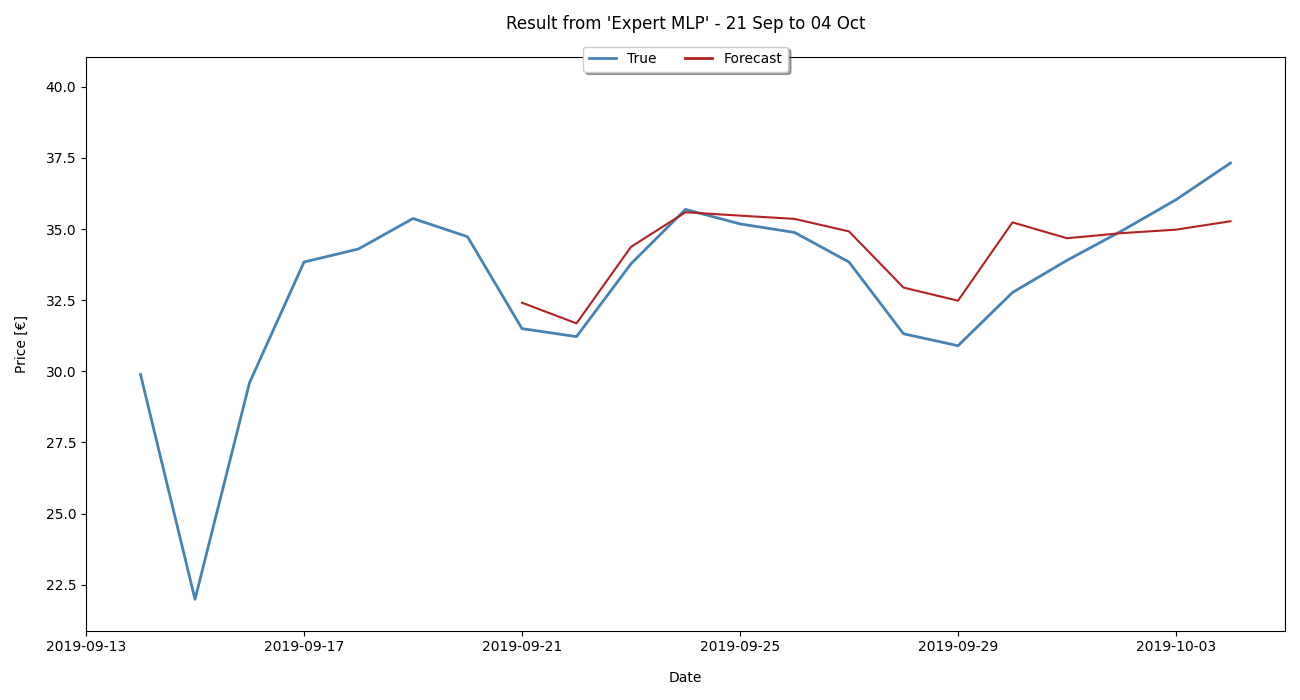 Result from 'Expert MLP' - 21 Sep to 04 Oct
True Forecast
40.0
37.5
35.0
32.5
30.0
27.5
25.0
22.5
Price [€]
2019-09-13 2019-09-17 2019-09-21 2019-09-25 2019-09-29 2019-10-03
Date